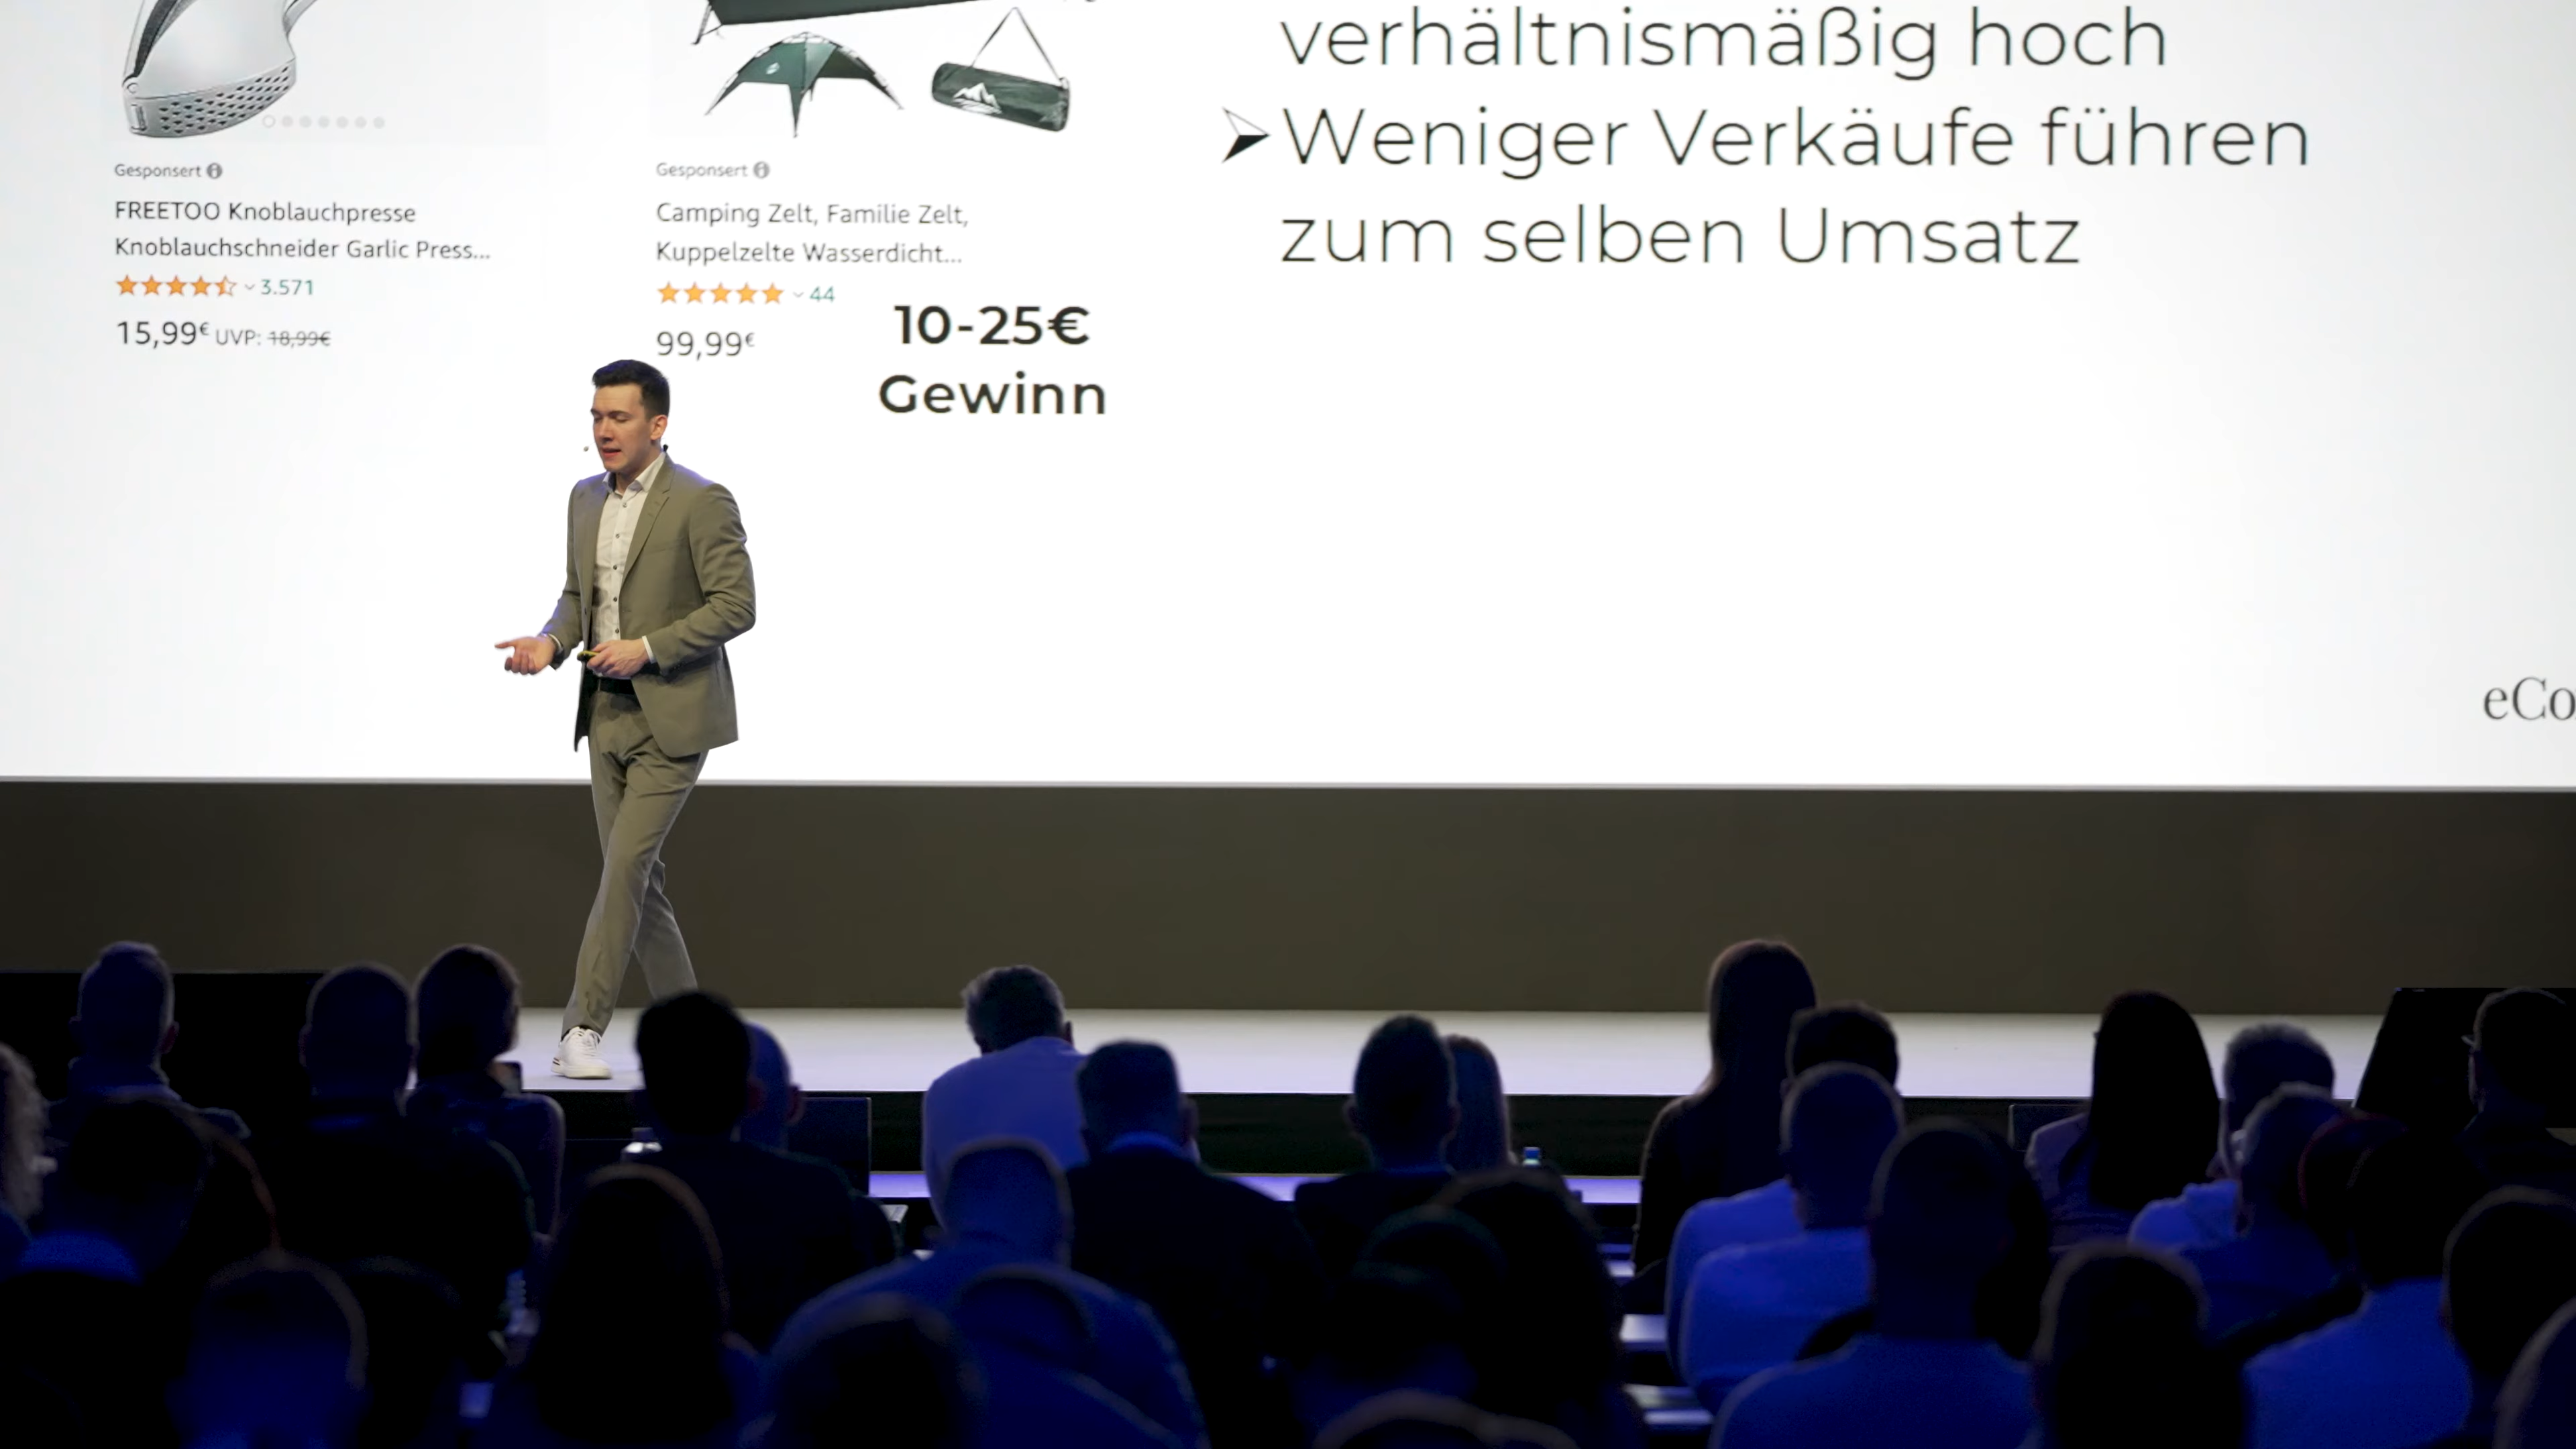 Gesponsert
FREETOO Knoblauchpresse
Knoblauchschneider Garlic Press...
3.571
15,99€ UVP: 18,99€
Gesponsert
Camping Zelt, Familie Zelt,
Kuppelzelte Wasserdicht...
44
99,99€
10-25€
Gewinn
verhältnismäßig hoch
➢Weniger Verkäufe führen
zum selben Umsatz
eCo